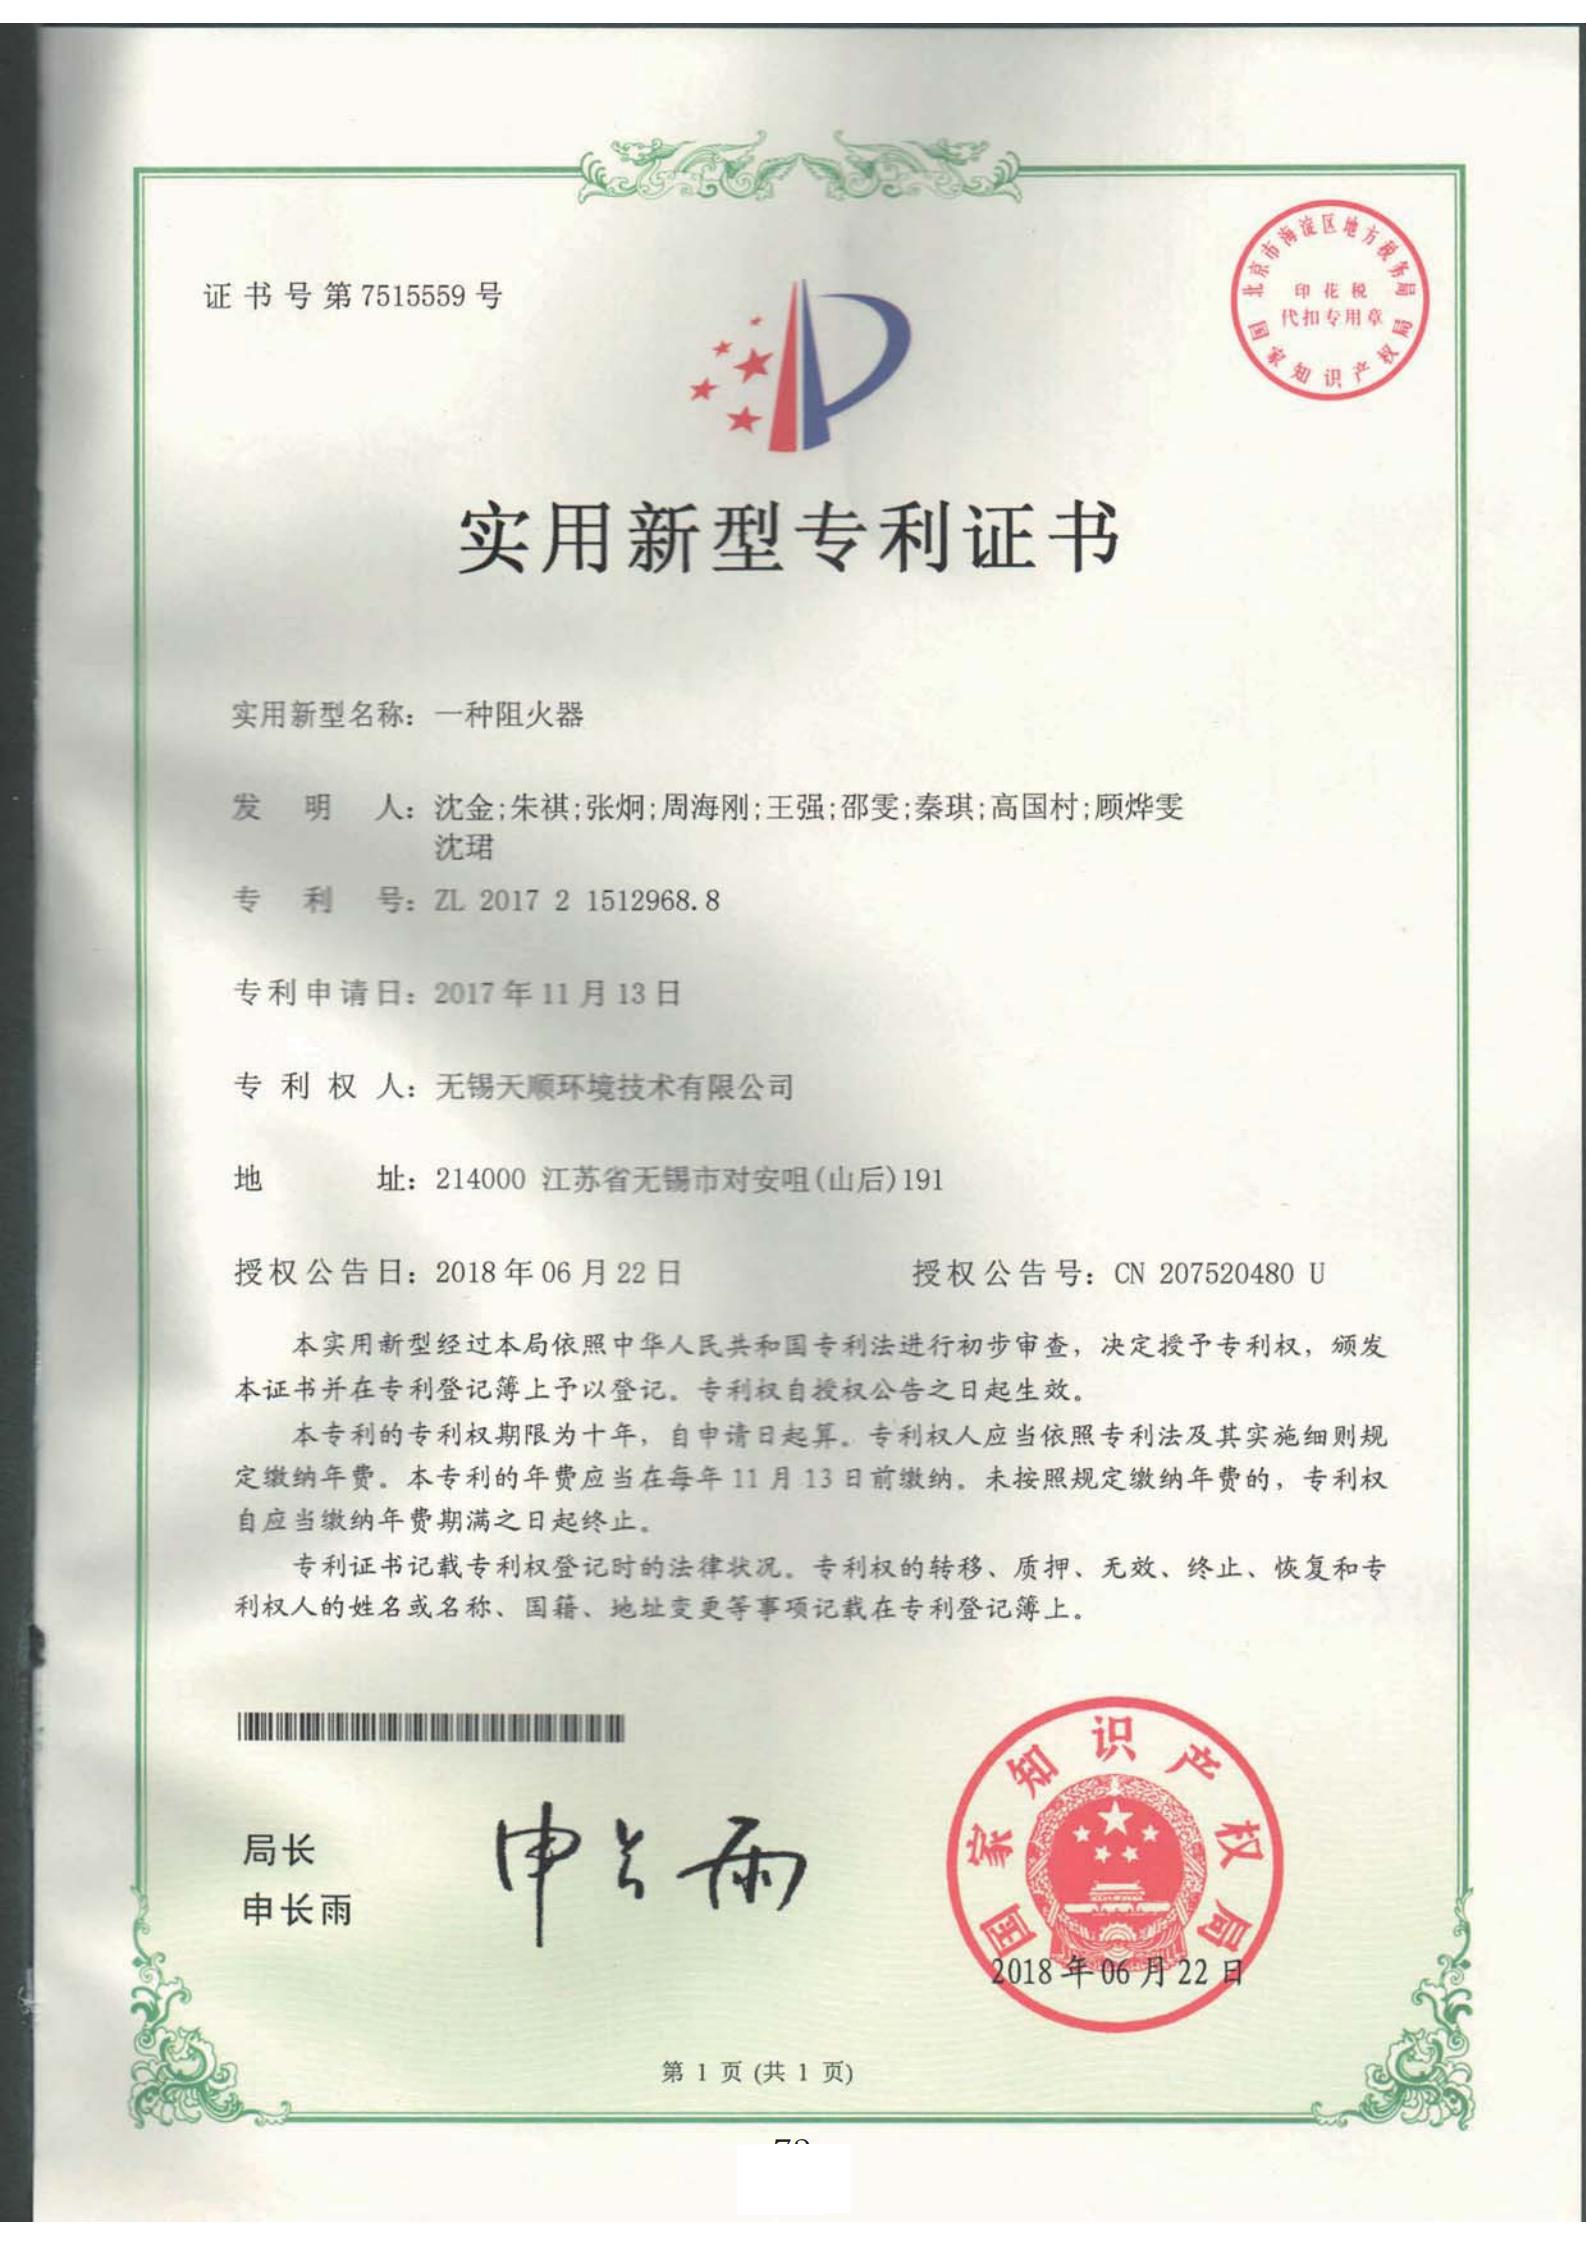 证书号第7515559号
北京市海淀区地方税务局
印花税
代扣专用章
国家知识产权局
实用新型专利证书
实用新型名称：一种阻火器
发明人：沈金;朱祺;张炯;周海刚;王强;邵雯;秦琪;高国村;顾烨雯
沈珺
专利号：ZL 2017 2 1512968.8
专利申请日：2017年11月13日
专利权人：无锡天顺环境技术有限公司
地址：214000 江苏省无锡市对安咀(山后)191
授权公告日：2018年06月22日 授权公告号：CN 207520480 U
本实用新型经过本局依照中华人民共和国专利法进行初步审查，决定授予专利权，颁发
本证书并在专利登记簿上予以登记。专利权自授权公告之日起生效。
本专利的专利权期限为十年，自申请日起算。专利权人应当依照专利法及其实施细则规
定缴纳年费。本专利的年费应当在每年11月13日前缴纳。未按照规定缴纳年费的，专利权
自应当缴纳年费期满之日起终止。
专利证书记载专利权登记时的法律状况。专利权的转移、质押、无效、终止、恢复和专
利权人的姓名或名称、国籍、地址变更等事项记载在专利登记簿上。
局长
申长雨
申长雨
国家知识产权局
2018年06月22日
第 1 页 (共 1 页)